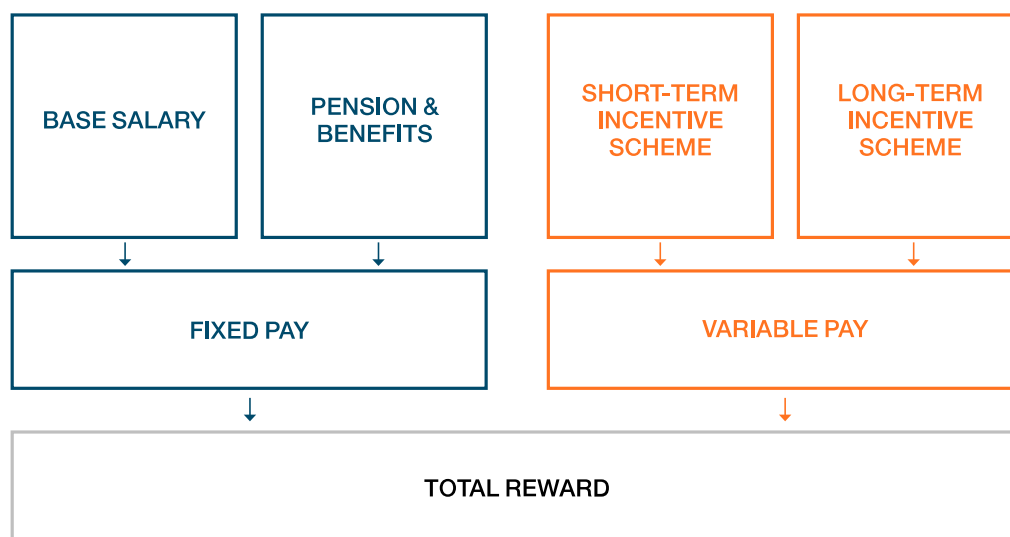 BASE SALARY
PENSION &
BENEFITS
SHORT-TERM
INCENTIVE
SCHEME
LONG-TERM
INCENTIVE
SCHEME
FIXED PAY
VARIABLE PAY
TOTAL REWARD